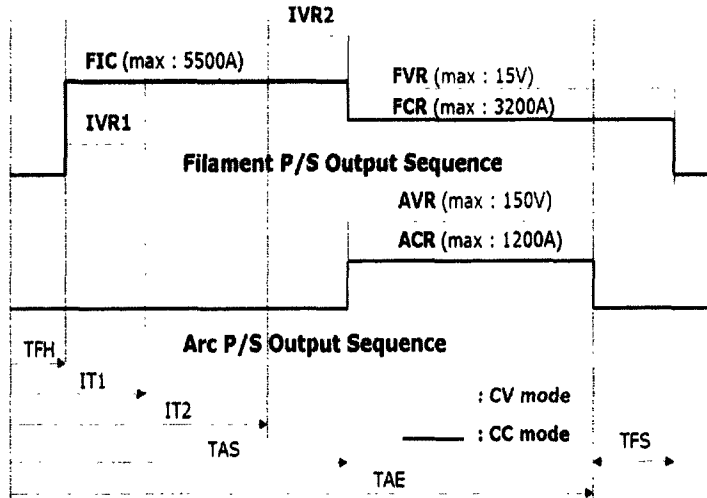 IVR2
FIC (max : 5500A)
FVR (max : 15V)
FCR (max : 3200A)
IVR1
Filament P/S Output Sequence
AVR (max : 150V)
ACR (max : 1200A)
Arc P/S Output Sequence
TFH
IT1
IT2
TAS
TAE
TFS
: CV mode
: CC mode